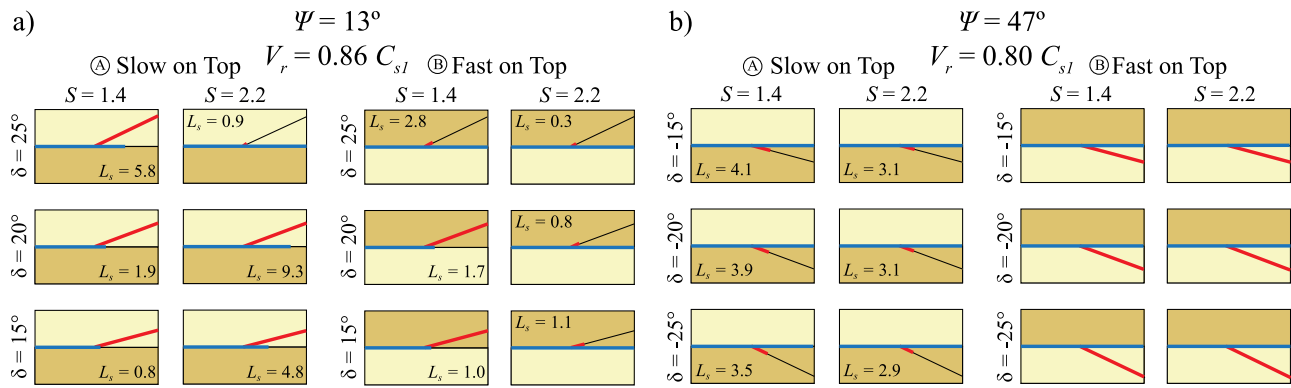 a)
Ψ = 13º
V_r = 0.86 C_s1
Ⓐ Slow on Top
Ⓑ Fast on Top
S = 1.4
S = 2.2
S = 1.4
S = 2.2
δ = 25°
L_s = 5.8
L_s = 0.9
L_s = 2.8
L_s = 0.3
δ = 20°
L_s = 1.9
L_s = 9.3
L_s = 1.7
L_s = 0.8
δ = 15°
L_s = 0.8
L_s = 4.8
L_s = 1.0
L_s = 1.1
b)
Ψ = 47º
V_r = 0.80 C_s1
Ⓐ Slow on Top
Ⓑ Fast on Top
S = 1.4
S = 2.2
S = 1.4
S = 2.2
δ = -15°
L_s = 4.1
L_s = 3.1
δ = -15°
δ = -20°
L_s = 3.9
L_s = 3.1
δ = -20°
δ = -25°
L_s = 3.5
L_s = 2.9
δ = -25°